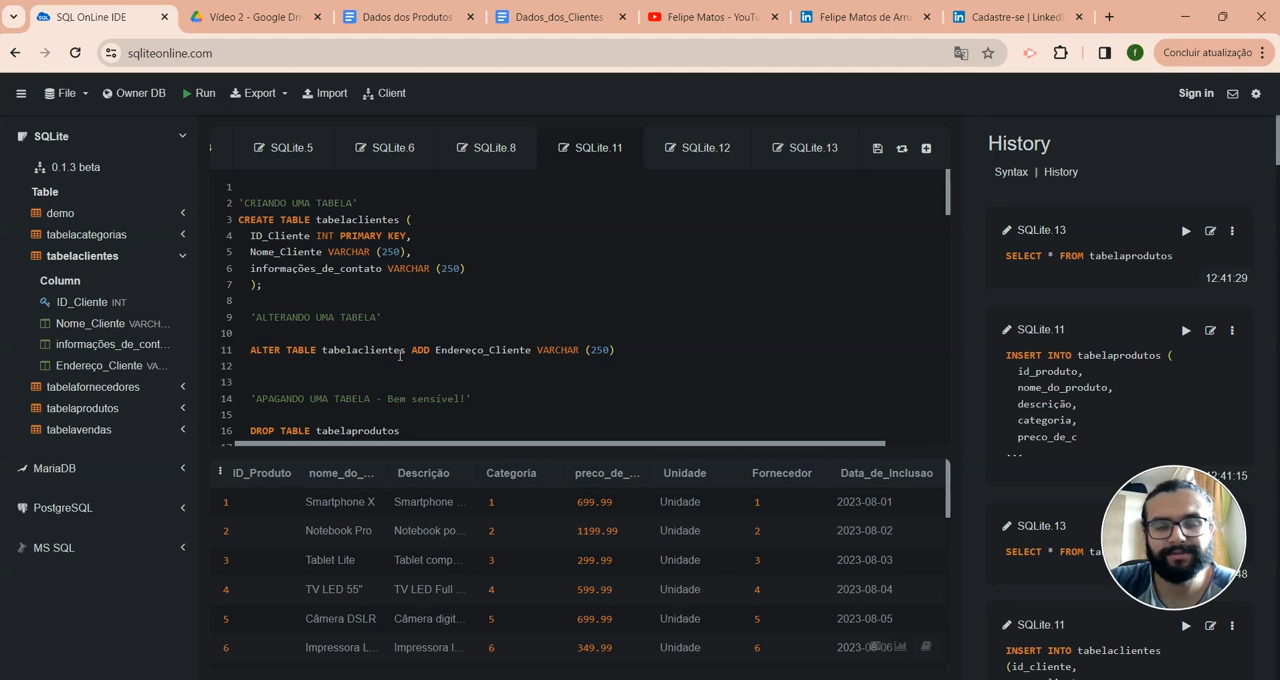 SQL OnLine IDE
Vídeo 2 - Google Dri
Dados dos Produtos
Dados_dos_Clientes
Felipe Matos - YouTu
Felipe Matos de Arru
Cadastre-se | LinkedI
sqliteonline.com
f
Concluir atualização
File
Owner DB
Run
Export
Import
Client
Sign in
SQLite
0.1.3 beta
Table
demo
tabelacategorias
tabelaclientes
Column
ID_Cliente INT
Nome_Cliente VARCH...
informações_de_cont...
Endereço_Cliente VA...
tabelafornecedores
tabelaprodutos
tabelavendas
MariaDB
PostgreSQL
MS SQL
SQLite.5
SQLite.6
SQLite.8
SQLite.11
SQLite.12
SQLite.13
1
2 'CRIANDO UMA TABELA'
3 CREATE TABLE tabelaclientes (
4 ID_Cliente INT PRIMARY KEY,
5 Nome_Cliente VARCHAR (250),
6 informações_de_contato VARCHAR (250)
7 );
8
9 'ALTERANDO UMA TABELA'
10
11 ALTER TABLE tabelaclientes ADD Endereço_Cliente VARCHAR (250)
12
13
14 'APAGANDO UMA TABELA - Bem sensível!'
15
16 DROP TABLE tabelaprodutos
ID_Produto nome_do_... Descrição Categoria preco_de_... Unidade Fornecedor Data_de_Inclusao
1 Smartphone X Smartphone ... 1 699.99 Unidade 1 2023-08-01
2 Notebook Pro Notebook po... 2 1199.99 Unidade 2 2023-08-02
3 Tablet Lite Tablet comp... 3 299.99 Unidade 3 2023-08-03
4 TV LED 55" TV LED Full ... 4 599.99 Unidade 4 2023-08-04
5 Câmera DSLR Câmera digit... 5 699.99 Unidade 5 2023-08-05
6 Impressora L... Impressora l... 6 349.99 Unidade 6 2023-08-06
History
Syntax | History
SQLite.13
SELECT * FROM tabelaprodutos
12:41:29
SQLite.11
INSERT INTO tabelaprodutos (
id_produto,
nome_do_produto,
descrição,
categoria,
preco_de_c
...
:41:15
SQLite.13
SELECT * FROM ta
48
SQLite.11
INSERT INTO tabelaclientes
(id_cliente,